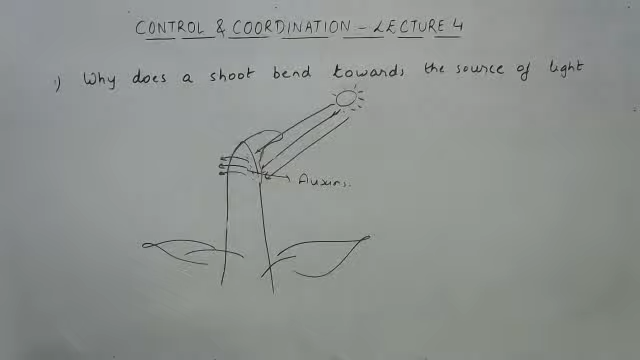 CONTROL & COORDINATION - LECTURE 4
1) Why does a shoot bend towards the source of light
Auxins.